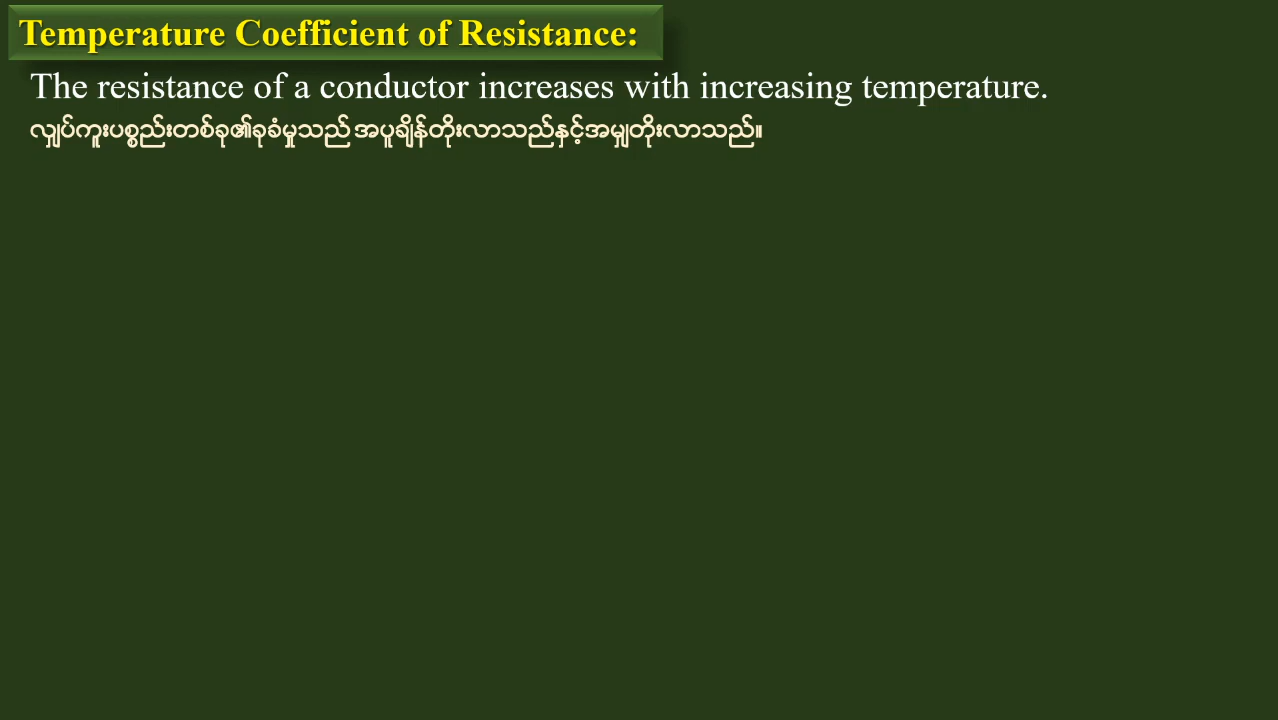 Temperature Coefficient of Resistance:
The resistance of a conductor increases with increasing temperature.
လျှပ်ကူးပစ္စည်းတစ်ခု၏ခုခံမှုသည် အပူချိန်တိုးလာသည်နှင့်အမျှတိုးလာသည်။